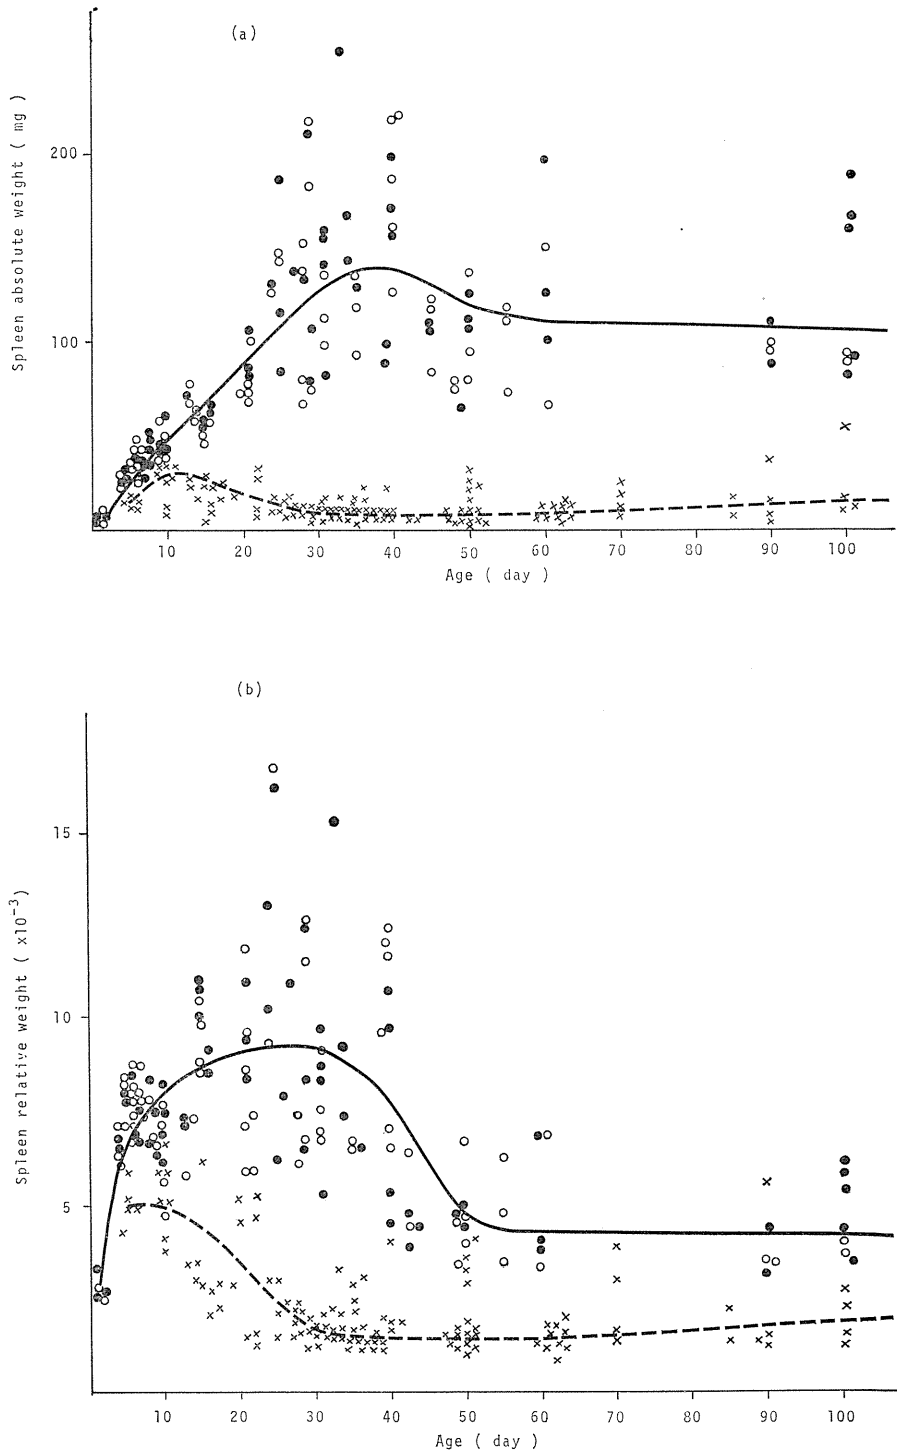 (a)
Spleen absolute weight ( mg )
200
100
10 20 30 40 50 60 70 80 90 100
Age ( day )
(b)
Spleen relative weight ( x10⁻³)
15
10
5
10 20 30 40 50 60 70 80 90 100
Age ( day )